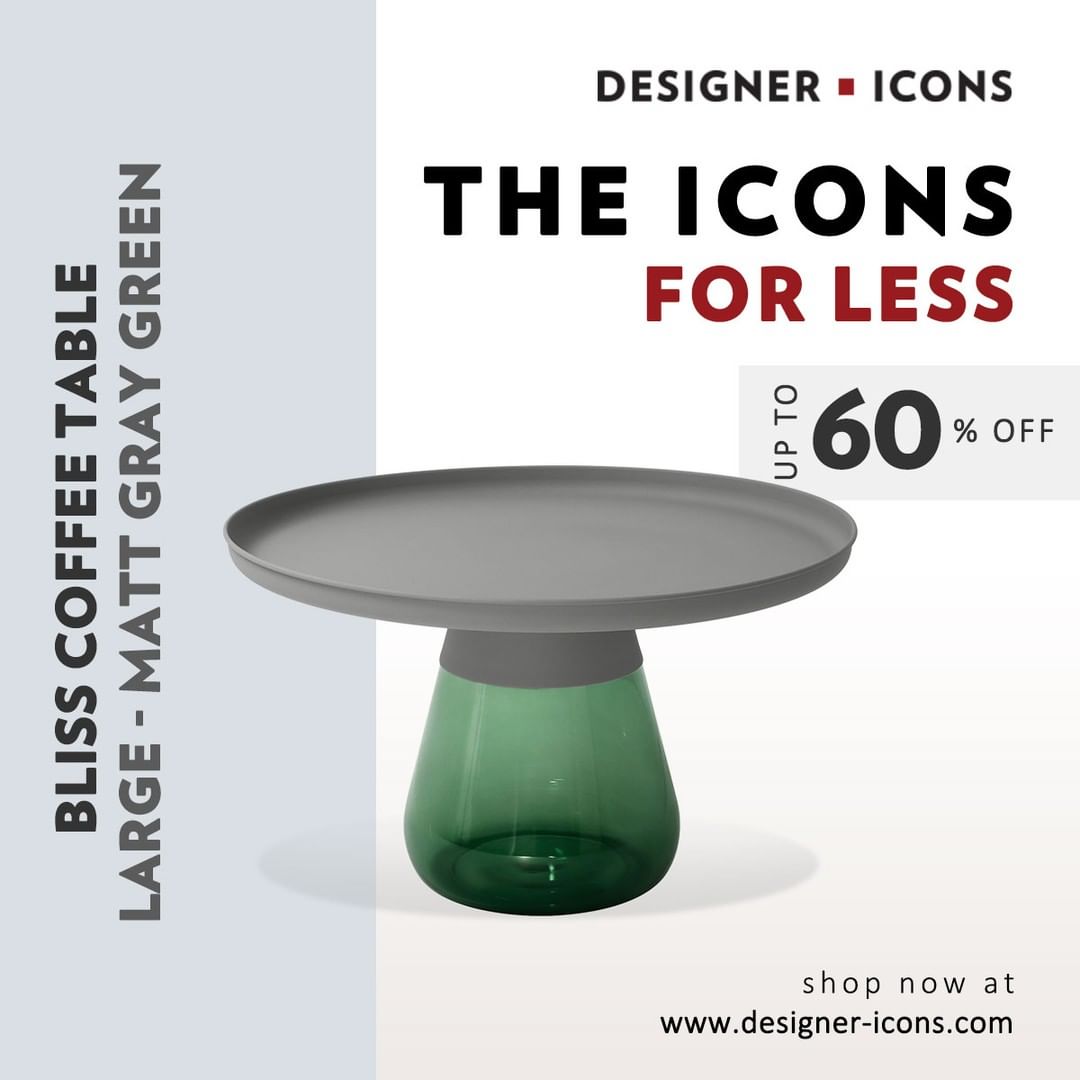 DESIGNER ▪ ICONS
THE ICONS
FOR LESS
UP TO 60 % OFF
BLISS COFFEE TABLE
LARGE - MATT GRAY GREEN
shop now at
www.designer-icons.com